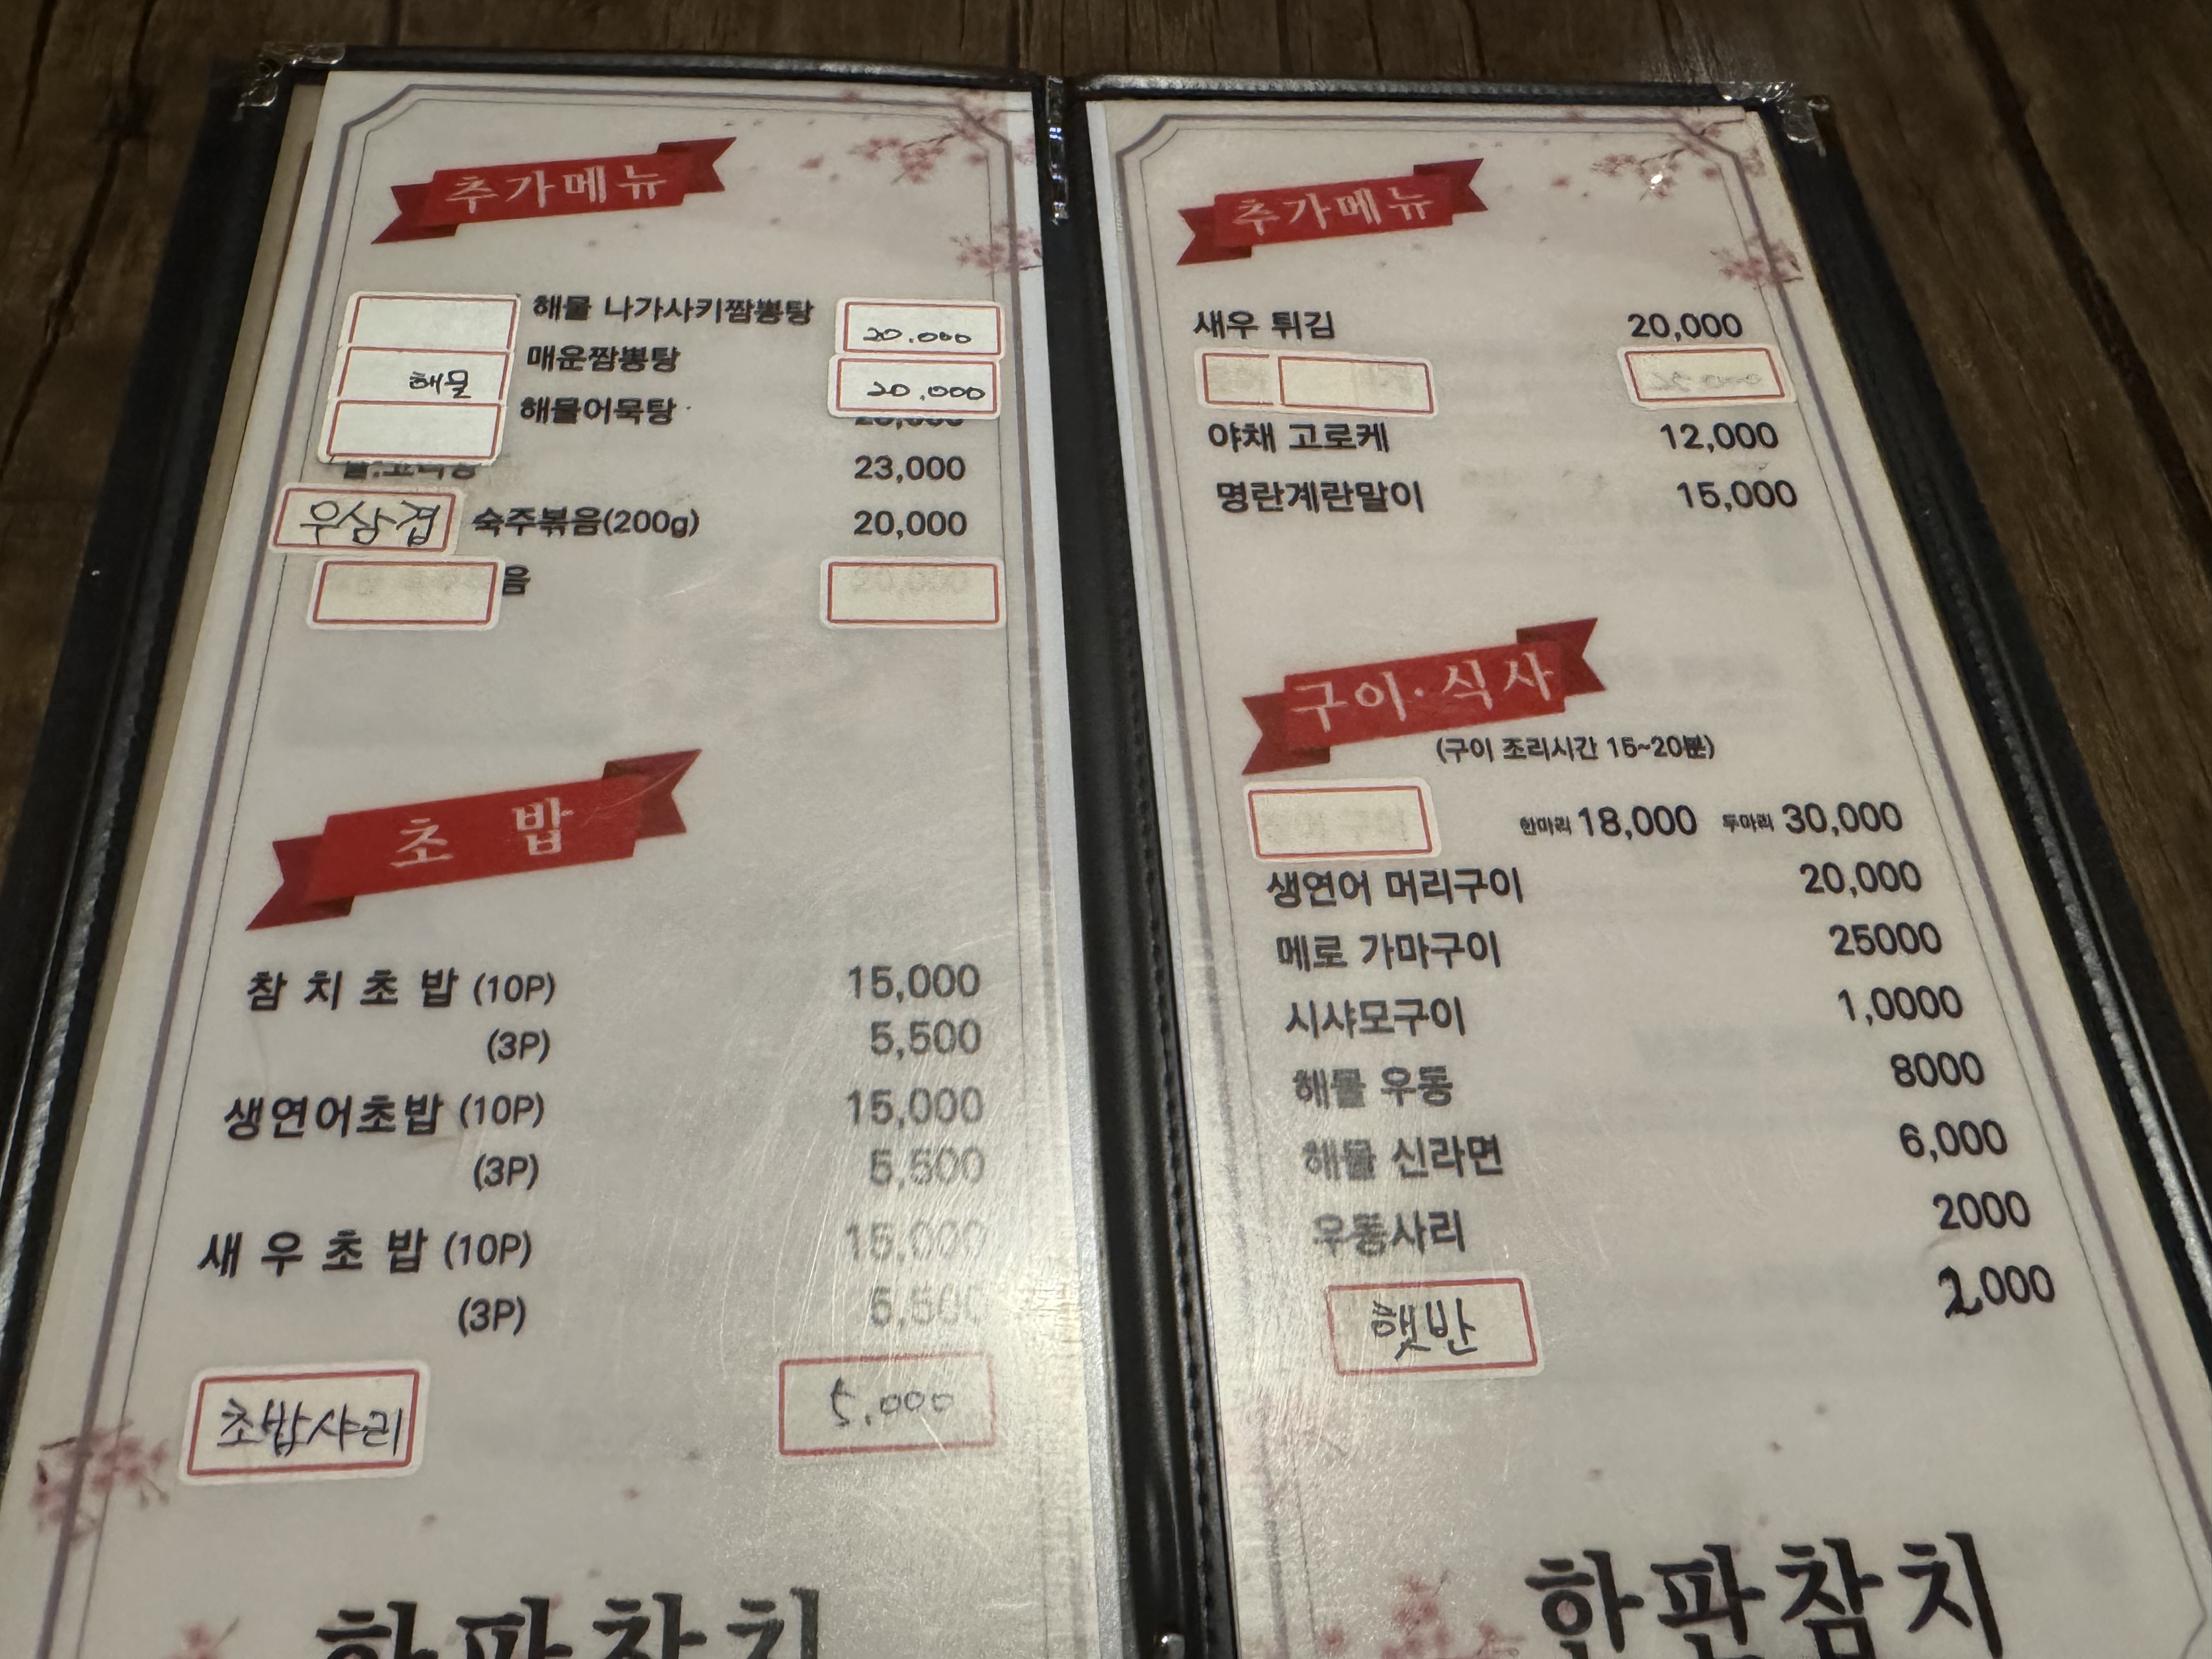 추가메뉴
해물 나가사키짬뽕탕 20.000
해물 매운짬뽕탕 20.000
해물어묵탕
23,000
우삼겹 숙주볶음(200g) 20,000
음
초 밥
참 치 초 밥 (10P) 15,000
(3P) 5,500
생연어초밥 (10P) 15,000
(3P) 5,500
새 우 초 밥 (10P) 15,000
(3P) 5,500
초밥샤리 5.000
한판참치
추가메뉴
새우 튀김 20,000
야채 고로케 12,000
명란계란말이 15,000
구이·식사
(구이 조리시간 15~20분)
한마리 18,000 두마리 30,000
생연어 머리구이 20,000
메로 가마구이 25000
시샤모구이 1,0000
해물 우동 8000
해물 신라면 6,000
우동사리 2000
햇반 2,000
한판참치